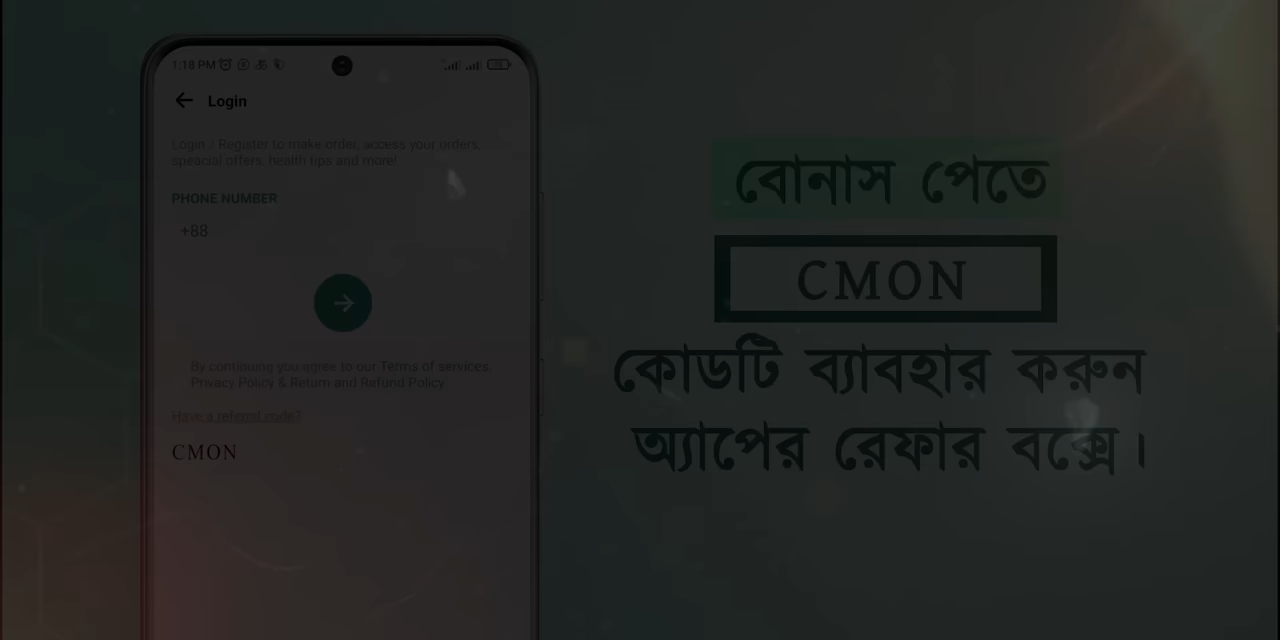 1:18 PM
Login
Login / Register to make order, access your orders,
speacial offers, health tips and more!
PHONE NUMBER
+88
By continuing you agree to our Terms of services,
Privacy Policy & Return and Refund Policy
Have a referral code?
CMON
বোনাস পেতে
CMON
কোডটি ব্যাবহার করুন
অ্যাপের রেফার বক্সে।